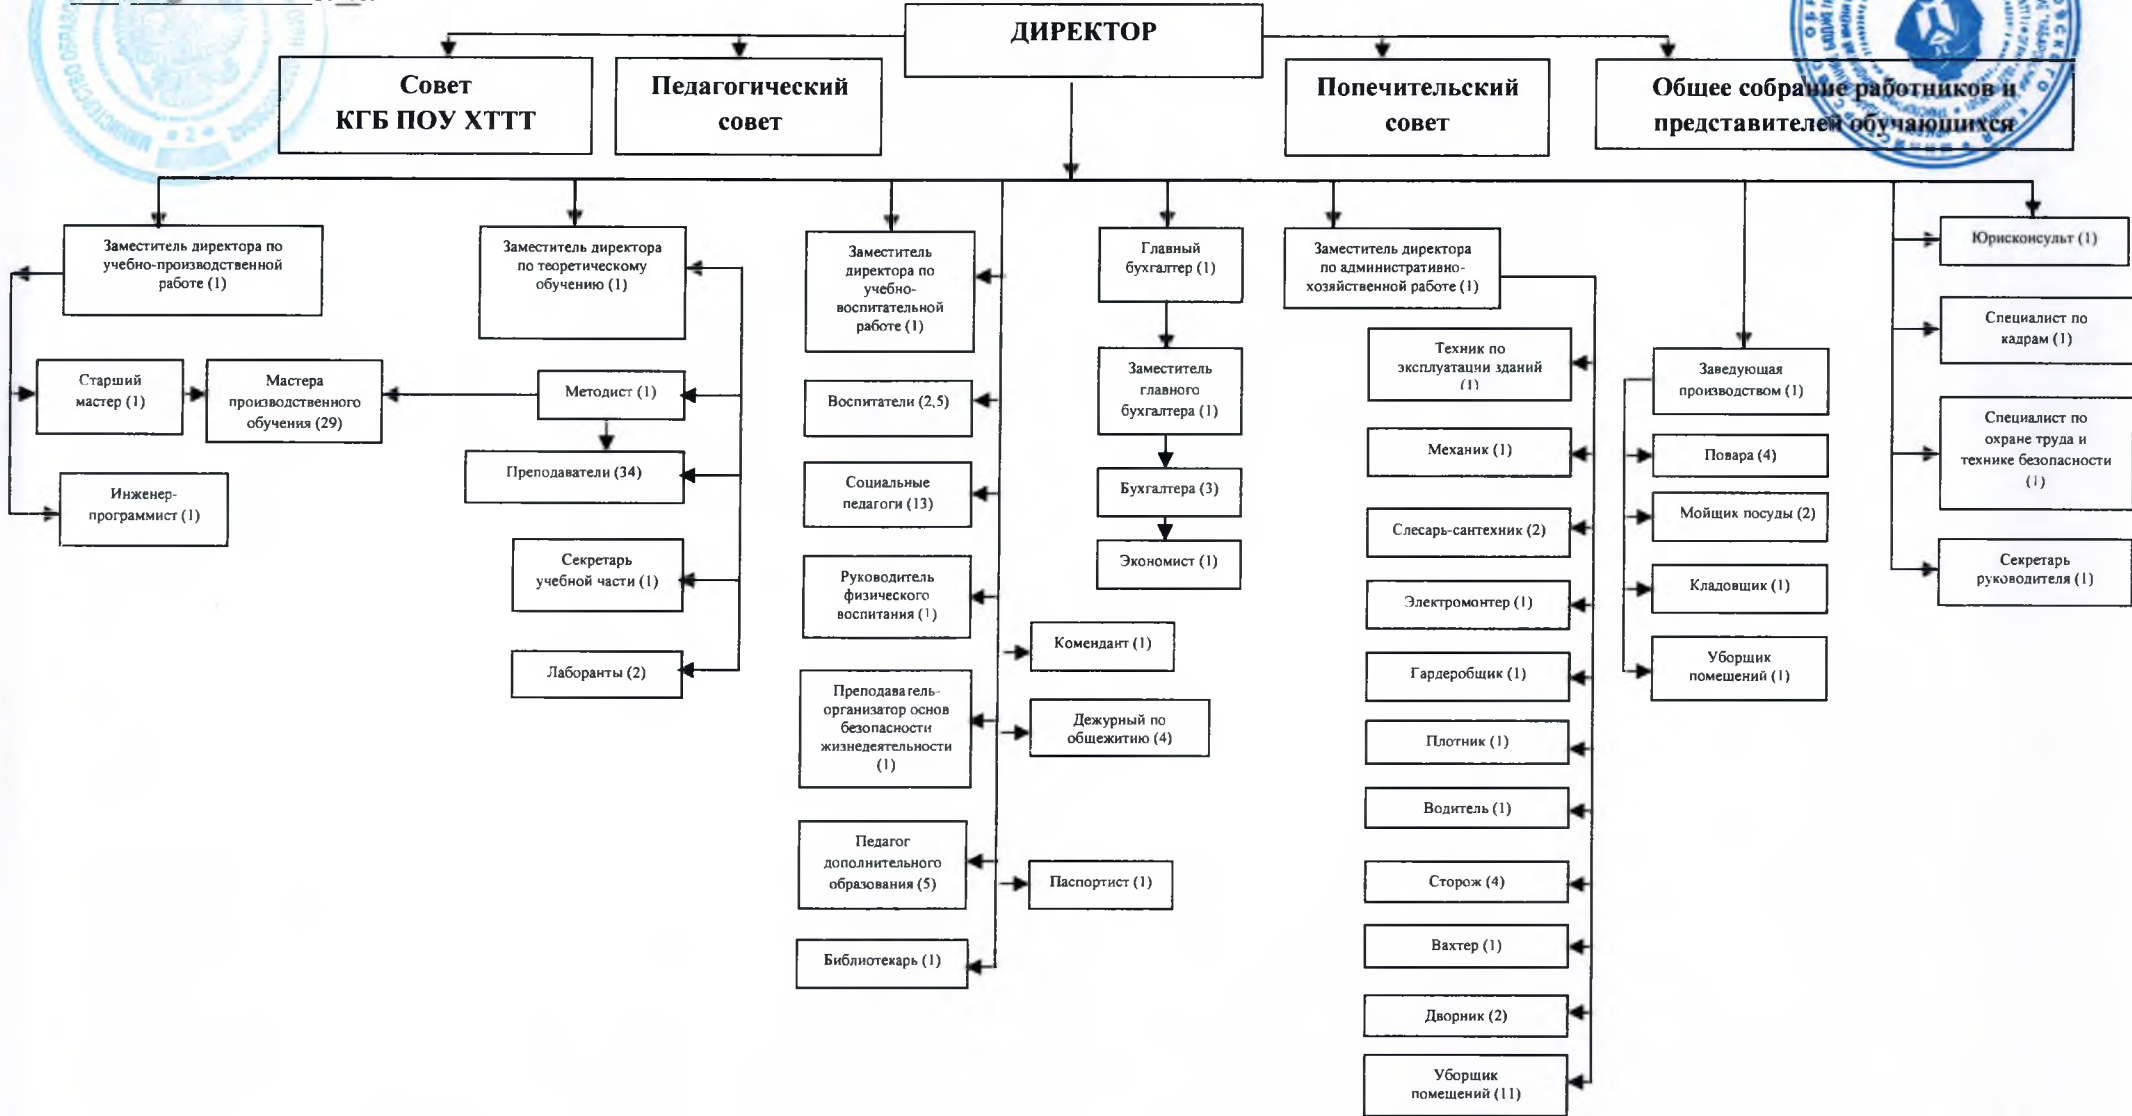 ДИРЕКТОР
Совет
КГБ ПОУ ХТТТ
Педагогический
совет
Попечительский
совет
Общее собрание работников и
представителей обучающихся
Заместитель директора по
учебно-производственной
работе (1)
Старший
мастер (1)
Мастера
производственного
обучения (29)
Инженер-
программист (1)
Заместитель директора
по теоретическому
обучению (1)
Методист (1)
Преподаватели (34)
Секретарь
учебной части (1)
Лаборанты (2)
Заместитель
директора по
учебно-
воспитательной
работе (1)
Воспитатели (2,5)
Социальные
педагоги (13)
Руководитель
физического
воспитания (1)
Преподаватель-
организатор основ
безопасности
жизнедеятельности
(1)
Педагог
дополнительного
образования (5)
Библиотекарь (1)
Комендант (1)
Дежурный по
общежитию (4)
Паспортист (1)
Главный
бухгалтер (1)
Заместитель
главного
бухгалтера (1)
Бухгалтера (3)
Экономист (1)
Заместитель директора
по административно-
хозяйственной работе (1)
Техник по
эксплуатации зданий
(1)
Механик (1)
Слесарь-сантехник (2)
Электромонтер (1)
Гардеробщик (1)
Плотник (1)
Водитель (1)
Сторож (4)
Вахтер (1)
Дворник (2)
Уборщик
помещений (11)
Заведующая
производством (1)
Повара (4)
Мойщик посуды (2)
Кладовщик (1)
Уборщик
помещений (1)
Юрисконсульт (1)
Специалист по
кадрам (1)
Специалист по
охране труда и
технике безопасности
(1)
Секретарь
руководителя (1)